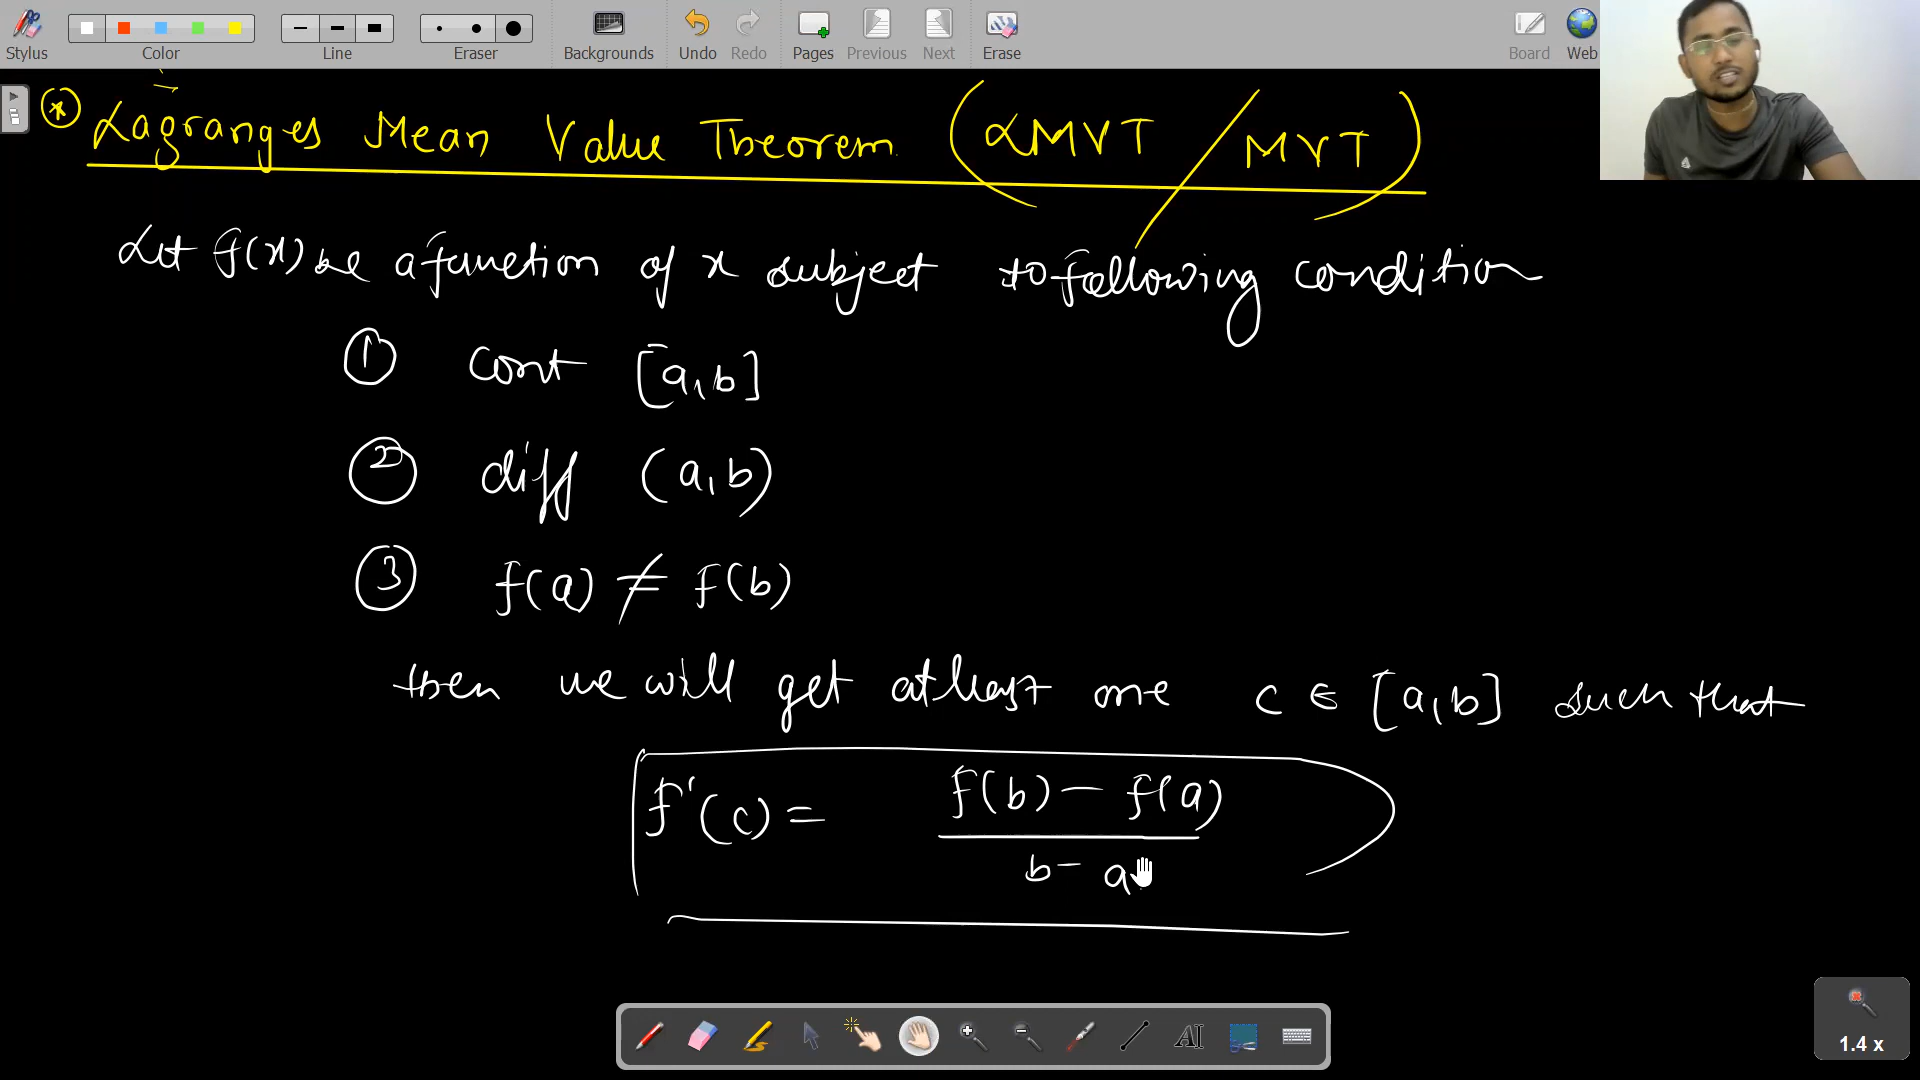 Stylus Color Line Eraser Backgrounds Undo Redo Pages Previous Next Erase Board Web
* Lagranges Mean Value Theorem (LMVT / MVT)
Let f(x) be a function of x subject to following condition
① cont [a,b]
② diff (a,b)
③ f(a) ≠ f(b)
then we will get atleast one c ∈ [a,b] such that
f'(c) = f(b) - f(a)
b - a
AI
1.4 x